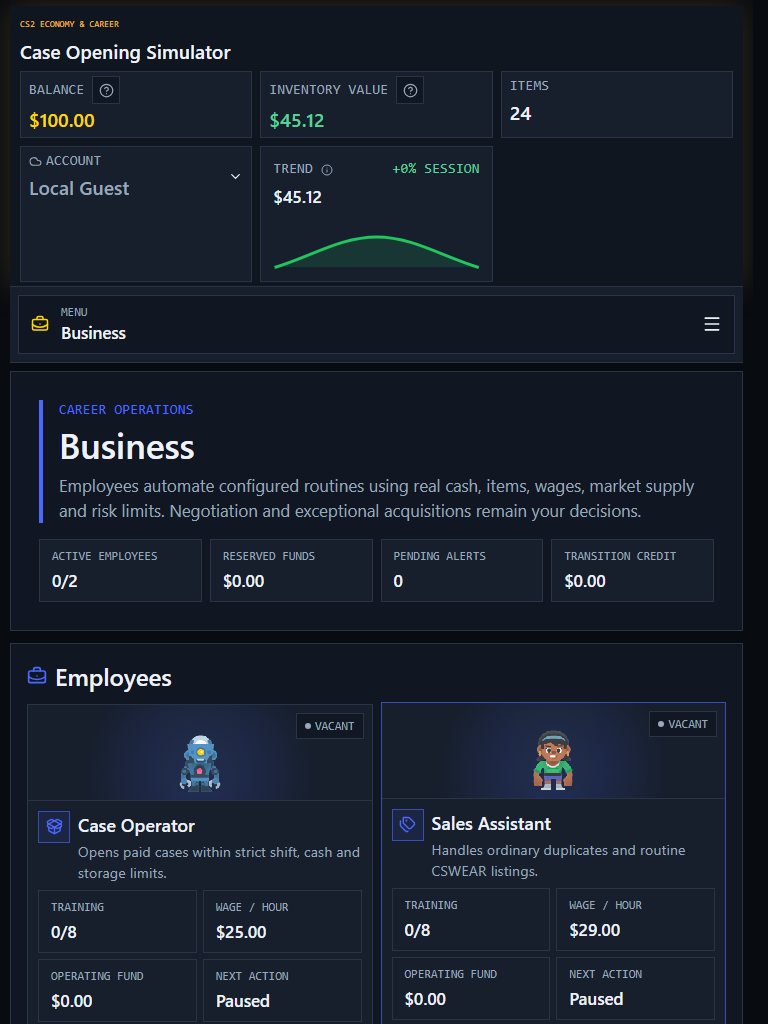 CS2 ECONOMY & CAREER
Case Opening Simulator
BALANCE
$100.00
INVENTORY VALUE
$45.12
ITEMS
24
ACCOUNT
Local Guest
TREND
+0% SESSION
$45.12
MENU
Business
CAREER OPERATIONS
Business
Employees automate configured routines using real cash, items, wages, market supply
and risk limits. Negotiation and exceptional acquisitions remain your decisions.
ACTIVE EMPLOYEES
0/2
RESERVED FUNDS
$0.00
PENDING ALERTS
0
TRANSITION CREDIT
$0.00
Employees
VACANT
Case Operator
Opens paid cases within strict shift, cash and
storage limits.
TRAINING
0/8
WAGE / HOUR
$25.00
OPERATING FUND
$0.00
NEXT ACTION
Paused
VACANT
Sales Assistant
Handles ordinary duplicates and routine
CSWEAR listings.
TRAINING
0/8
WAGE / HOUR
$29.00
OPERATING FUND
$0.00
NEXT ACTION
Paused